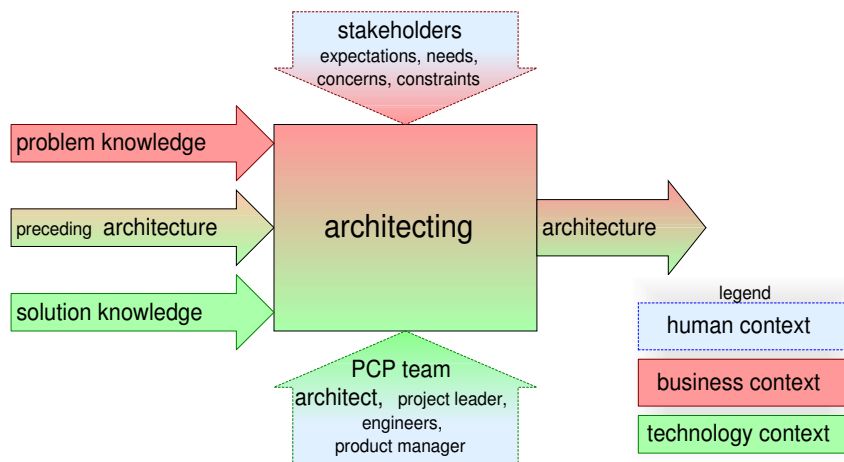 stakeholders
expectations, needs,
concerns, constraints
problem knowledge
preceding architecture
solution knowledge
architecting
architecture
PCP team
architect, project leader,
engineers,
product manager
legend
human context
business context
technology context